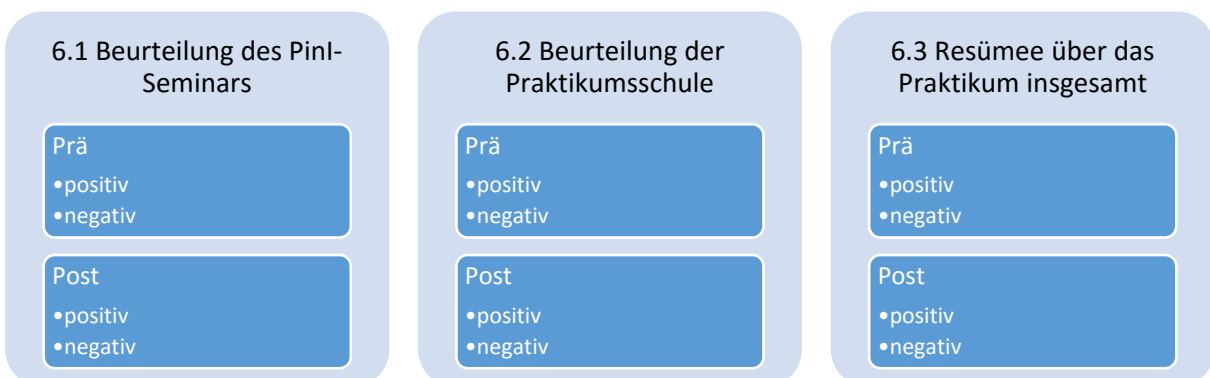 6.1 Beurteilung des PinI-
Seminars
Prä
•positiv
•negativ
Post
•positiv
•negativ
6.2 Beurteilung der
Praktikumsschule
Prä
•positiv
•negativ
Post
•positiv
•negativ
6.3 Resümee über das
Praktikum insgesamt
Prä
•positiv
•negativ
Post
•positiv
•negativ